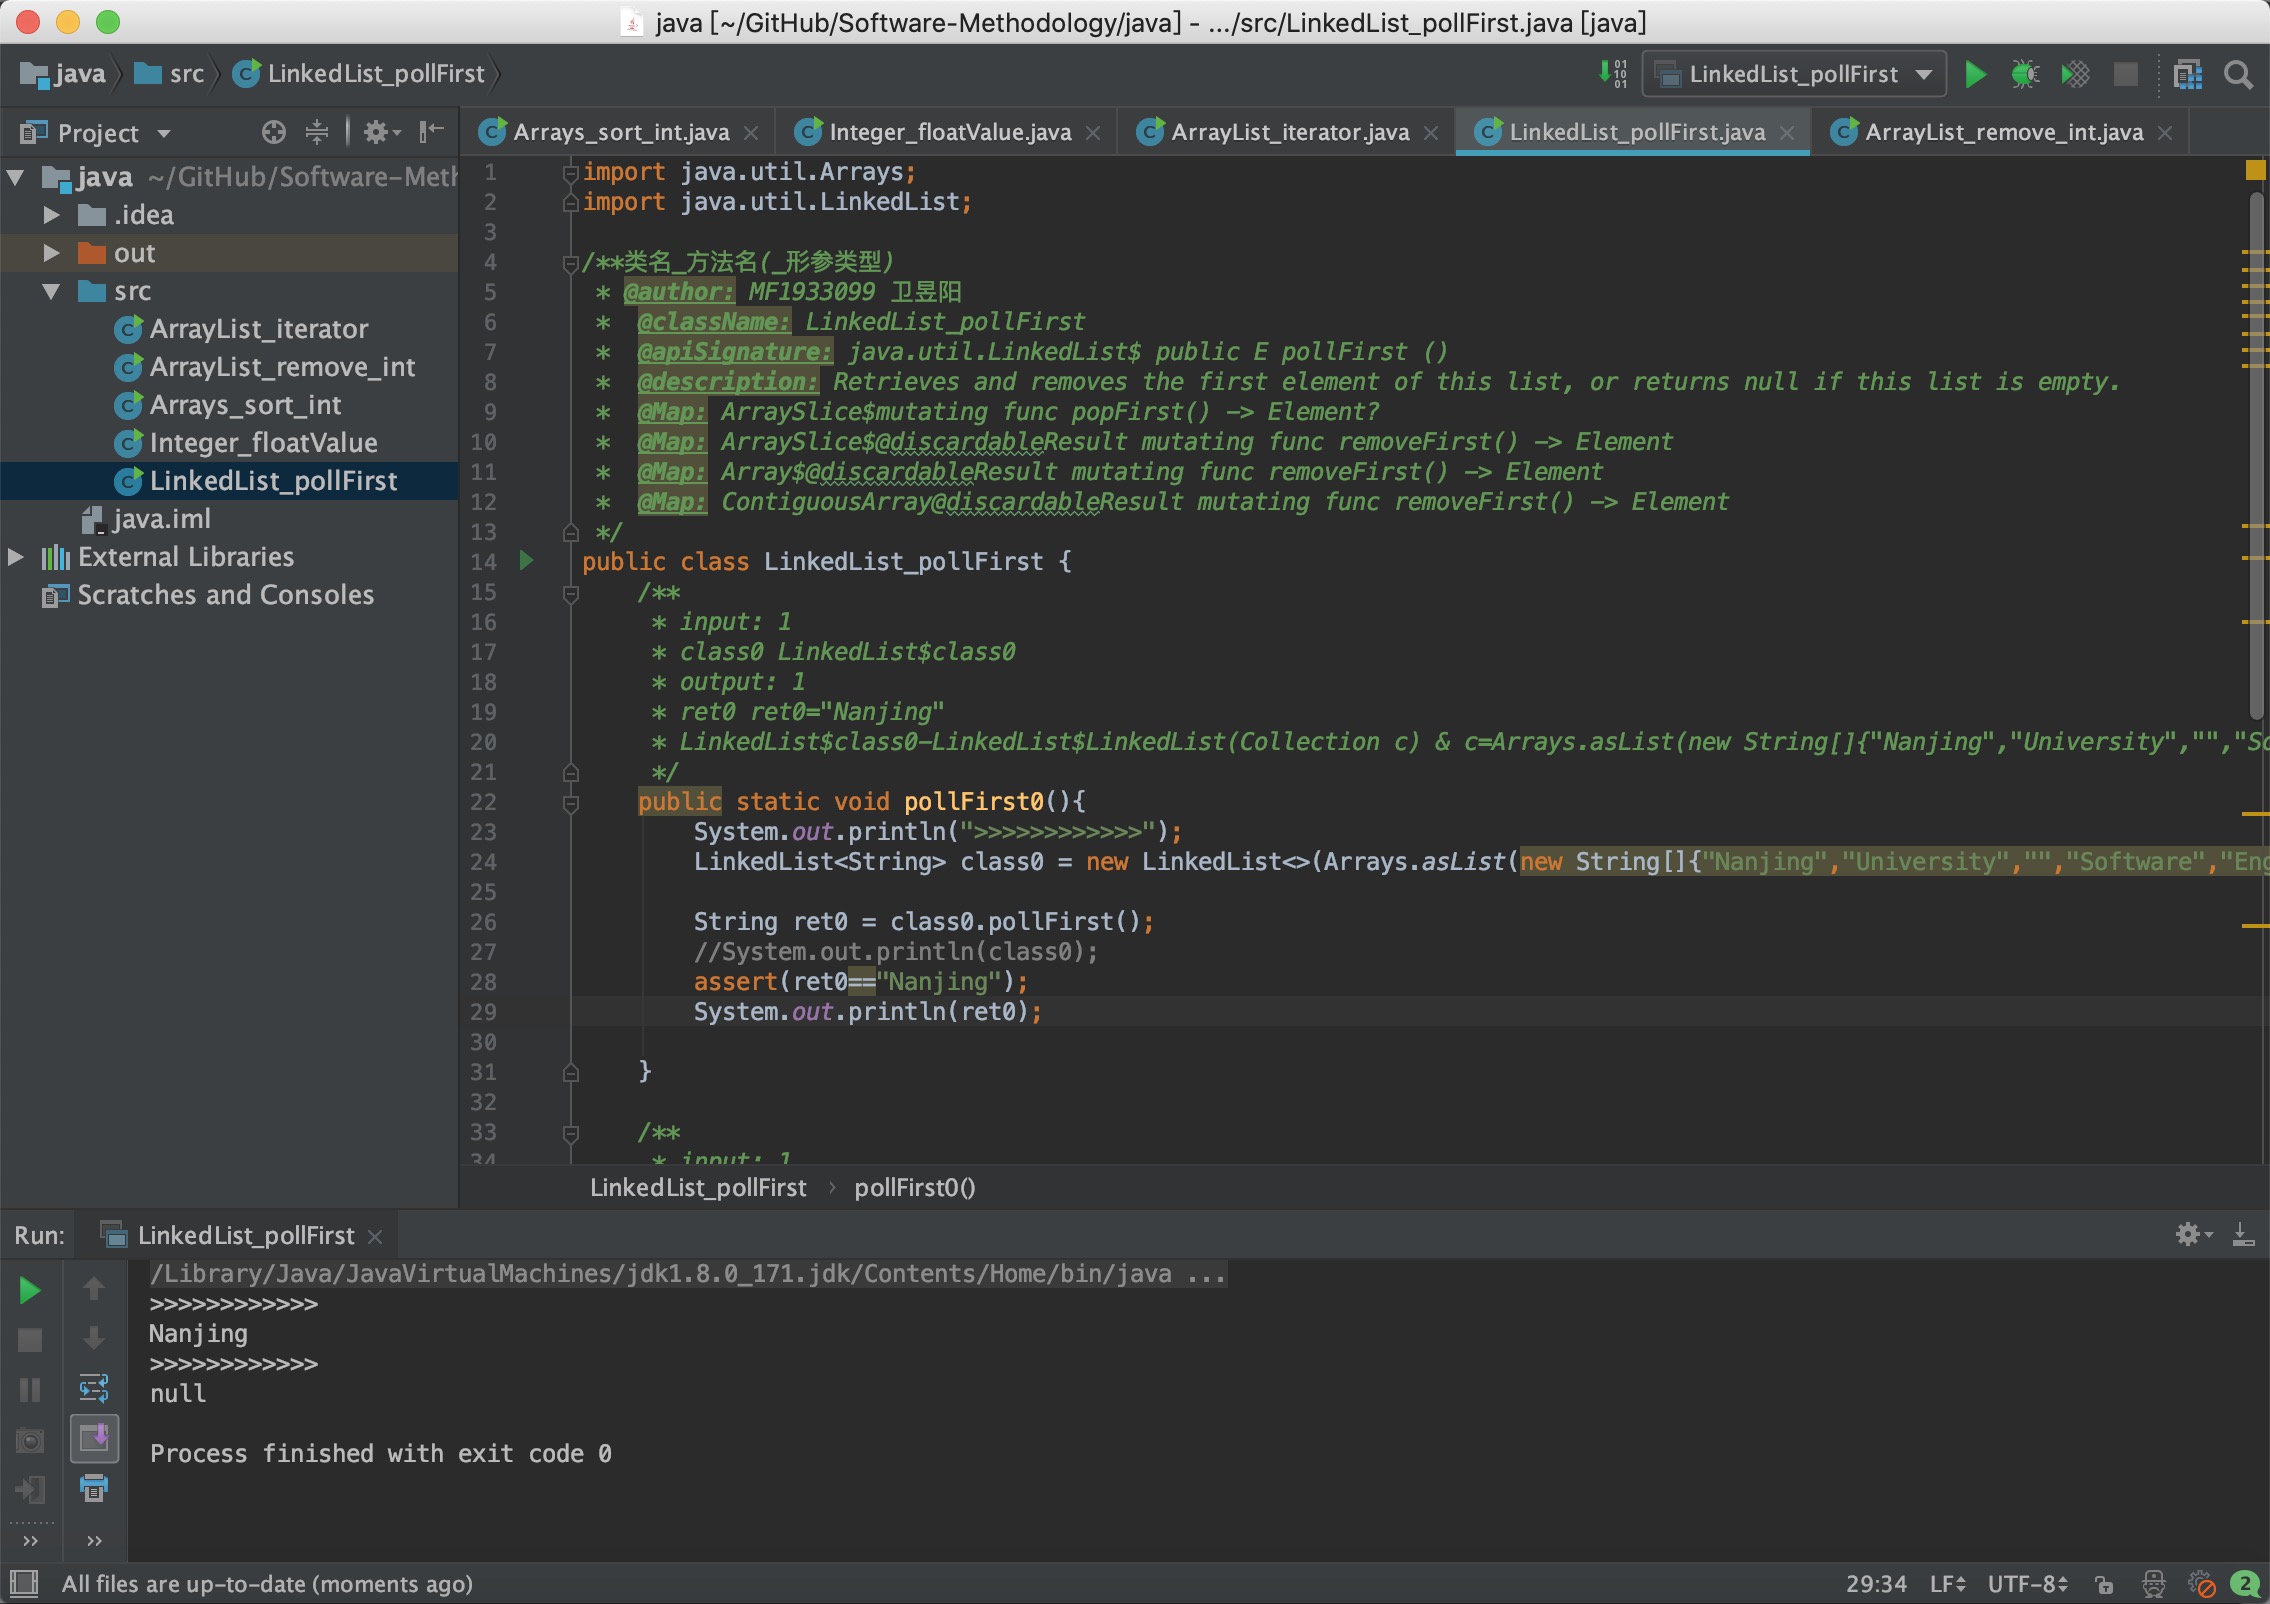 java [~/GitHub/Software-Methodology/java] - .../src/LinkedList_pollFirst.java [java]
java src LinkedList_pollFirst LinkedList_pollFirst
Project
Arrays_sort_int.java Integer_floatValue.java ArrayList_iterator.java LinkedList_pollFirst.java ArrayList_remove_int.java
java ~/GitHub/Software-Meth
.idea
out
src
ArrayList_iterator
ArrayList_remove_int
Arrays_sort_int
Integer_floatValue
LinkedList_pollFirst
java.iml
External Libraries
Scratches and Consoles
1 import java.util.Arrays;
2 import java.util.LinkedList;
3
4 /**类名_方法名(_形参类型)
5 * @author: MF1933099 卫昱阳
6 * @className: LinkedList_pollFirst
7 * @apiSignature: java.util.LinkedList$ public E pollFirst ()
8 * @description: Retrieves and removes the first element of this list, or returns null if this list is empty.
9 * @Map: ArraySlice$mutating func popFirst() -> Element?
10 * @Map: ArraySlice$@discardableResult mutating func removeFirst() -> Element
11 * @Map: Array$@discardableResult mutating func removeFirst() -> Element
12 * @Map: ContiguousArray@discardableResult mutating func removeFirst() -> Element
13 */
14 public class LinkedList_pollFirst {
15 /**
16 * input: 1
17 * class0 LinkedList$class0
18 * output: 1
19 * ret0 ret0="Nanjing"
20 * LinkedList$class0-LinkedList$LinkedList(Collection c) & c=Arrays.asList(new String[]{"Nanjing","University","","So
21 */
22 public static void pollFirst0(){
23 System.out.println(">>>>>>>>>>>>");
24 LinkedList<String> class0 = new LinkedList<>(Arrays.asList(new String[]{"Nanjing","University","","Software","Eng
25
26 String ret0 = class0.pollFirst();
27 //System.out.println(class0);
28 assert(ret0=="Nanjing");
29 System.out.println(ret0);
30
31 }
32
33 /**
34 * input: 1
LinkedList_pollFirst › pollFirst0()
Run: LinkedList_pollFirst
/Library/Java/JavaVirtualMachines/jdk1.8.0_171.jdk/Contents/Home/bin/java ...
>>>>>>>>>>>>
Nanjing
>>>>>>>>>>>>
null
Process finished with exit code 0
All files are up-to-date (moments ago) 29:34 LF UTF-8 2